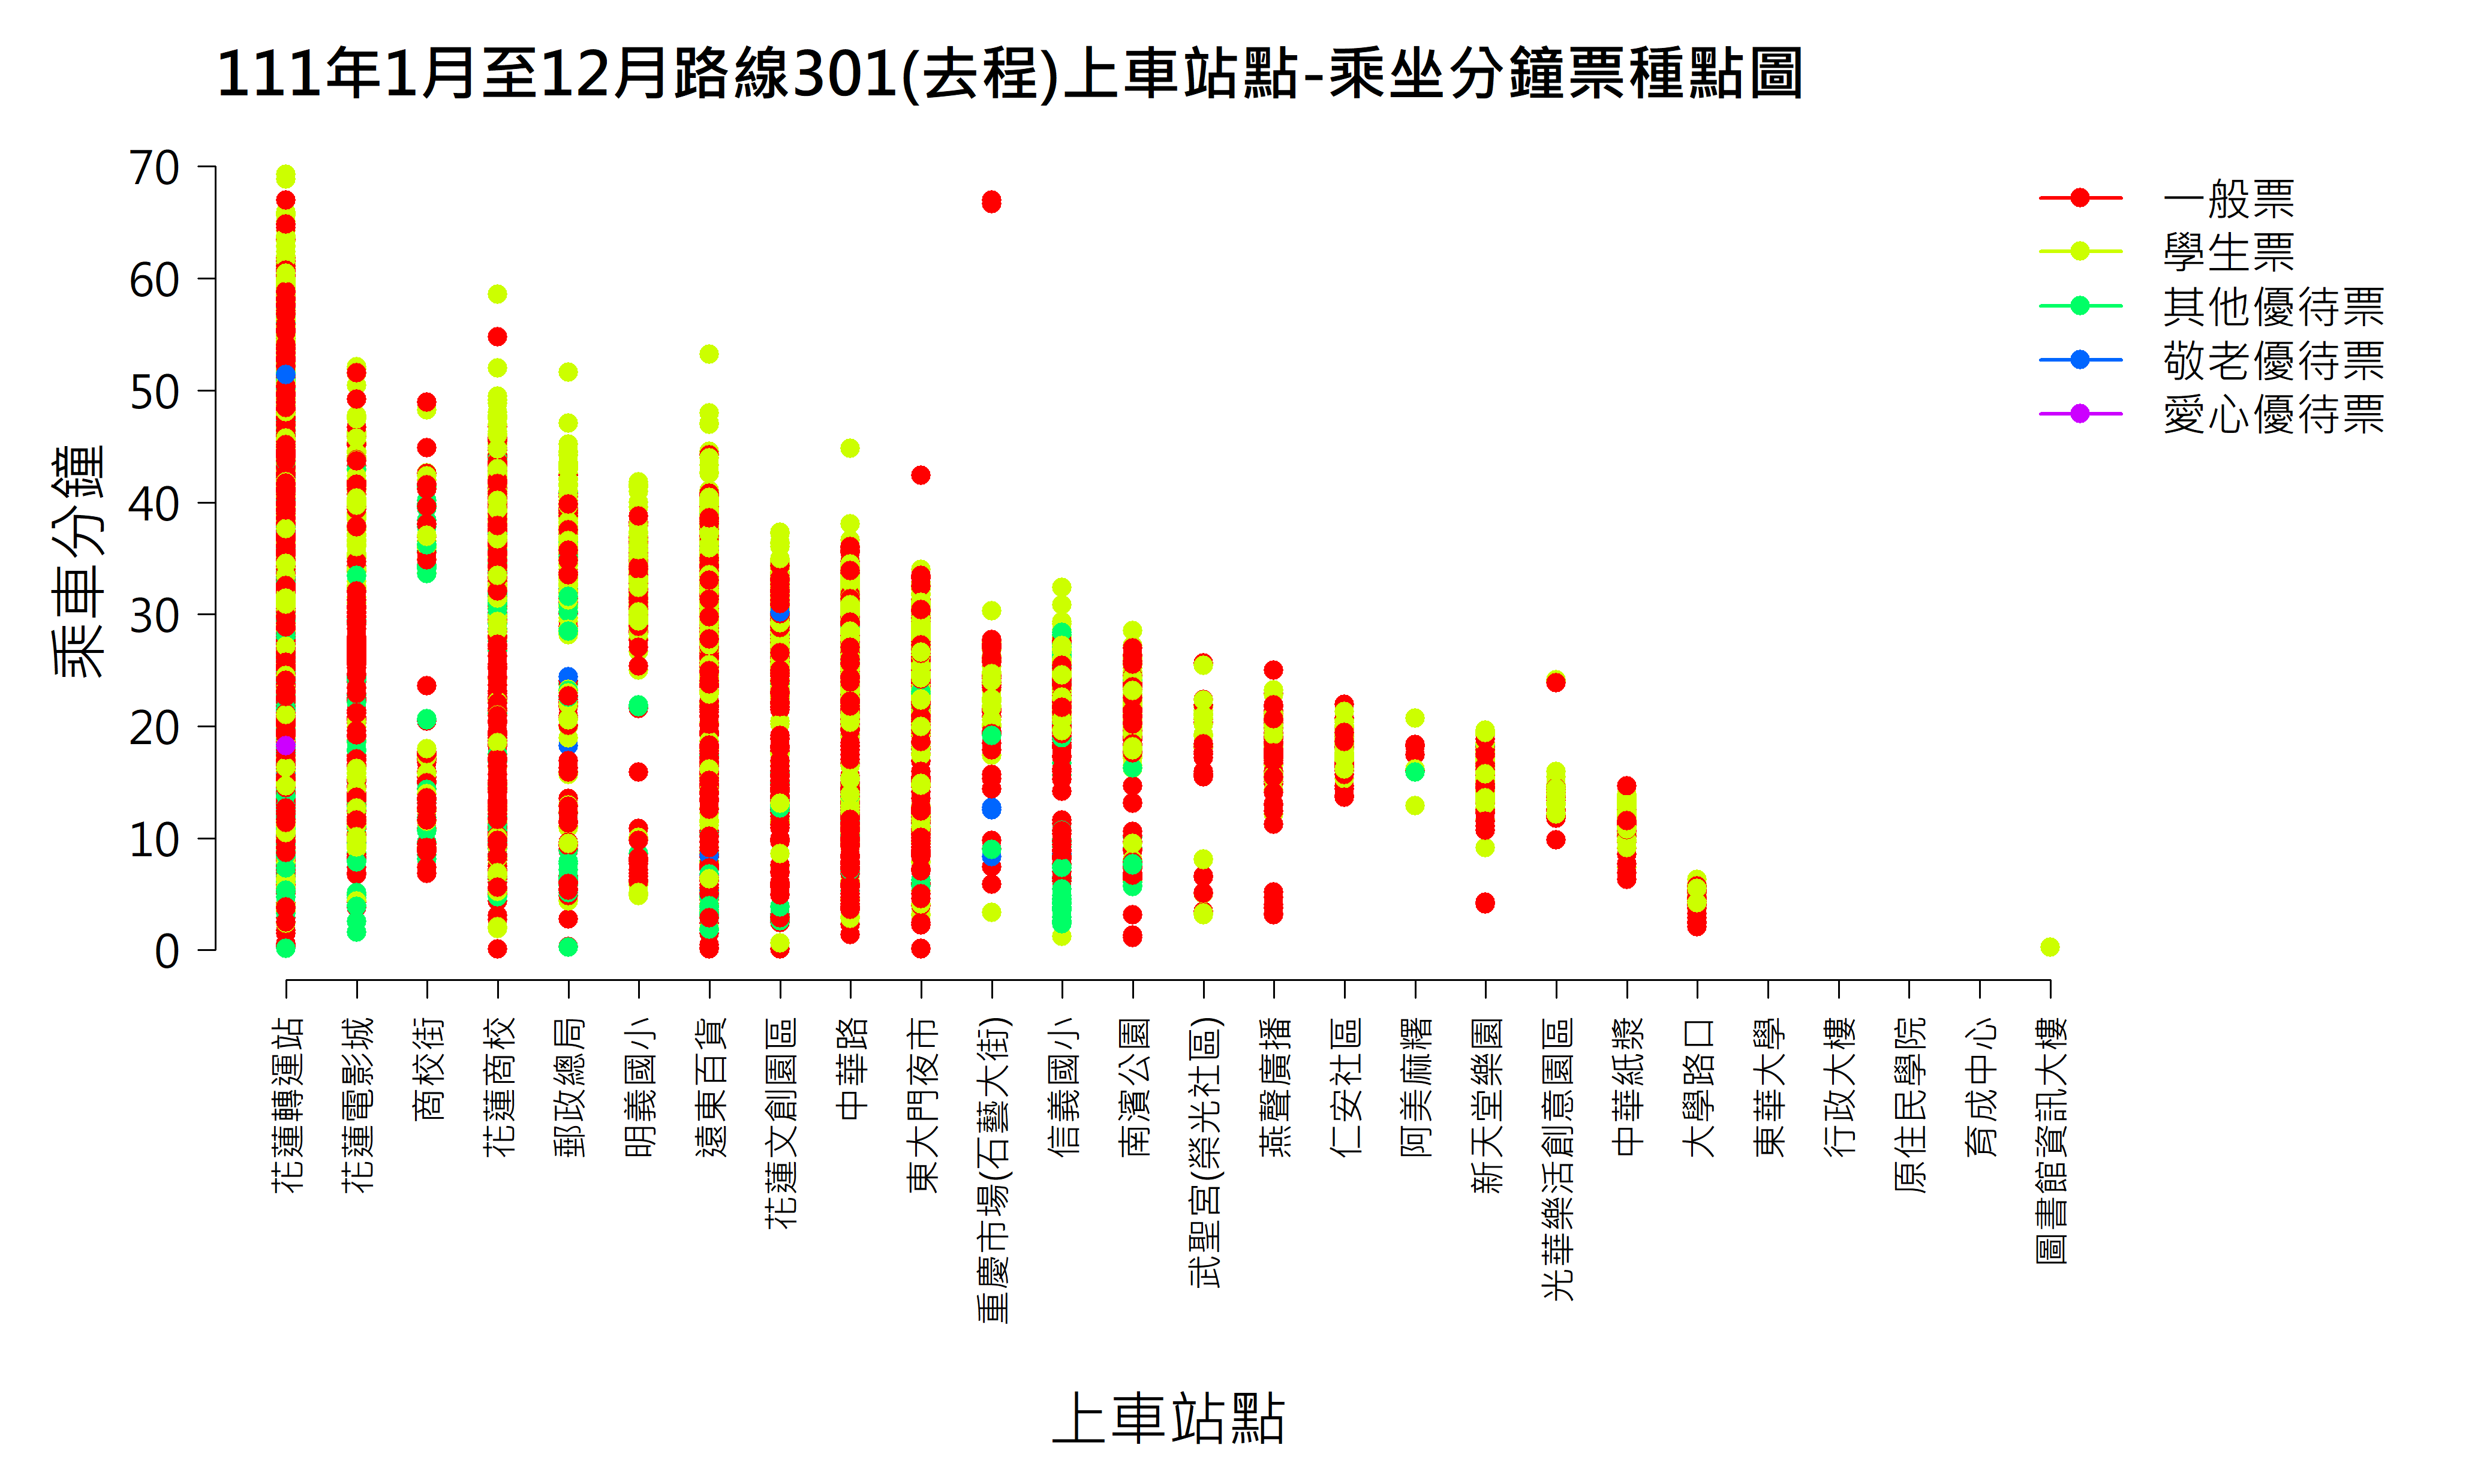 111年1月至12月路線301(去程)上車站點-乘坐分鐘票種點圖
一般票
學生票
其他優待票
敬老優待票
愛心優待票
乘車分鐘
70
60
50
40
30
20
10
0
花蓮轉運站
花蓮電影城
商校街
花蓮商校
郵政總局
明義國小
遠東百貨
花蓮文創園區
中華路
東大門夜市
重慶市場(石藝大街)
信義國小
南濱公園
武聖宮(榮光社區)
燕聲廣播
仁安社區
阿美麻糬
新天堂樂園
光華樂活創意園區
中華紙漿
大學路口
東華大學
行政大樓
原住民學院
育成中心
圖書館資訊大樓
上車站點